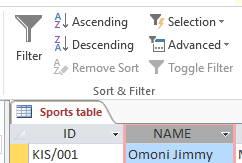 Filter
Ascending
Descending
Remove Sort
Selection
Advanced
Toggle Filter
Sort & Filter
Sports table
ID NAME
KIS/001 Omoni Jimmy